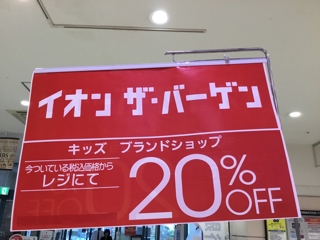 イオン ザ・バーゲン
キッズ ブランドショップ
今ついている税込価格から
レジにて
20%OFF